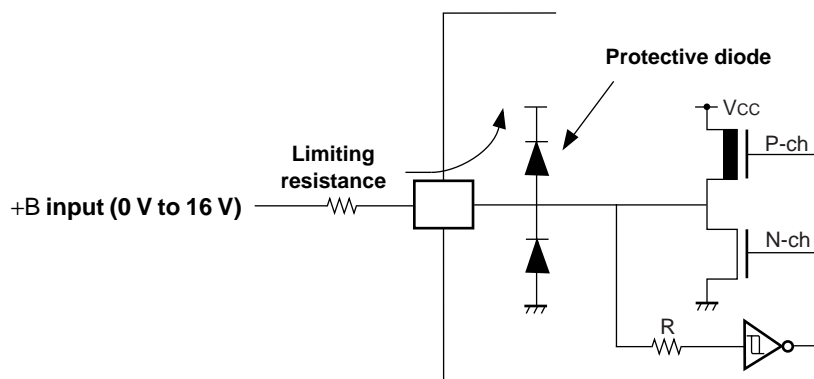 Protective diode
VCC
P-ch
Limiting
resistance
+B input (0 V to 16 V)
N-ch
R